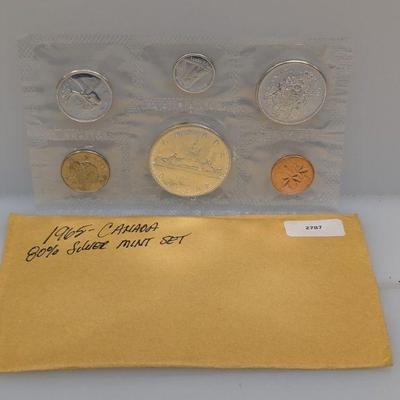 1965 - CANADA
80% SILVER MINT SET
2787